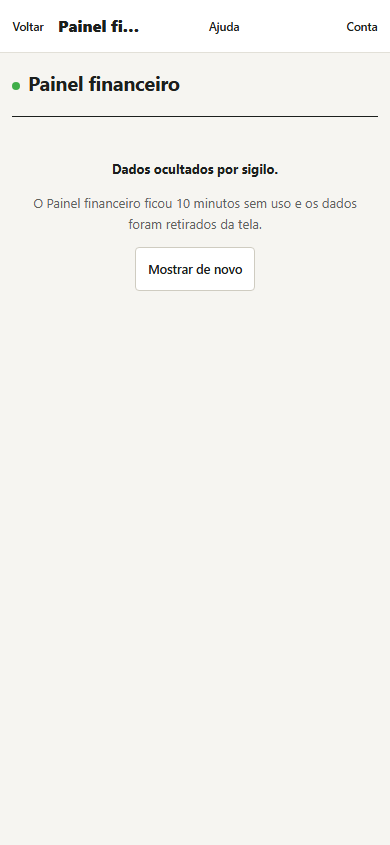 Voltar Painel fi... Ajuda Conta
Painel financeiro
Dados ocultados por sigilo.
O Painel financeiro ficou 10 minutos sem uso e os dados
foram retirados da tela.
Mostrar de novo